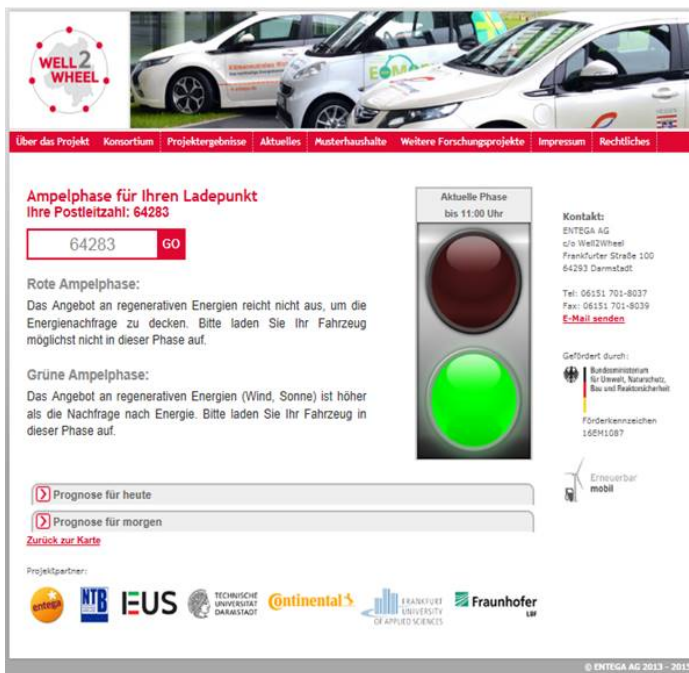 WELL 2
WHEEL
E-Mo
Über das Projekt Konsortium Projektergebnisse Aktuelles Musterhaushalte Weitere Forschungsprojekte Impressum Rechtliches
Ampelphase für Ihren Ladepunkt
Ihre Postleitzahl: 64283
64283 GO
Rote Ampelphase:
Das Angebot an regenerativen Energien reicht nicht aus, um die
Energienachfrage zu decken. Bitte laden Sie Ihr Fahrzeug
möglichst nicht in dieser Phase auf.
Grüne Ampelphase:
Das Angebot an regenerativen Energien (Wind, Sonne) ist höher
als die Nachfrage nach Energie. Bitte laden Sie Ihr Fahrzeug in
dieser Phase auf.
Aktuelle Phase
bis 11:00 Uhr
Kontakt:
ENTEGA AG
c/o Well2Wheel
Frankfurter Straße 100
64293 Darmstadt
Tel: 06151 701-8037
Fax: 06151 701-8039
E-Mail senden
Gefördert durch:
Bundesministerium
für Umwelt, Naturschutz,
Bau und Reaktorsicherheit
Förderkennzeichen
16EM1087
Erneuerbar
mobil
Prognose für heute
Prognose für morgen
Zurück zur Karte
Projektpartner:
entega
NTB
EUS
TECHNISCHE
UNIVERSITÄT
DARMSTADT
Continental
FRANKFURT
UNIVERSITY
OF APPLIED SCIENCES
Fraunhofer
LBF
© ENTEGA AG 2013 - 2015